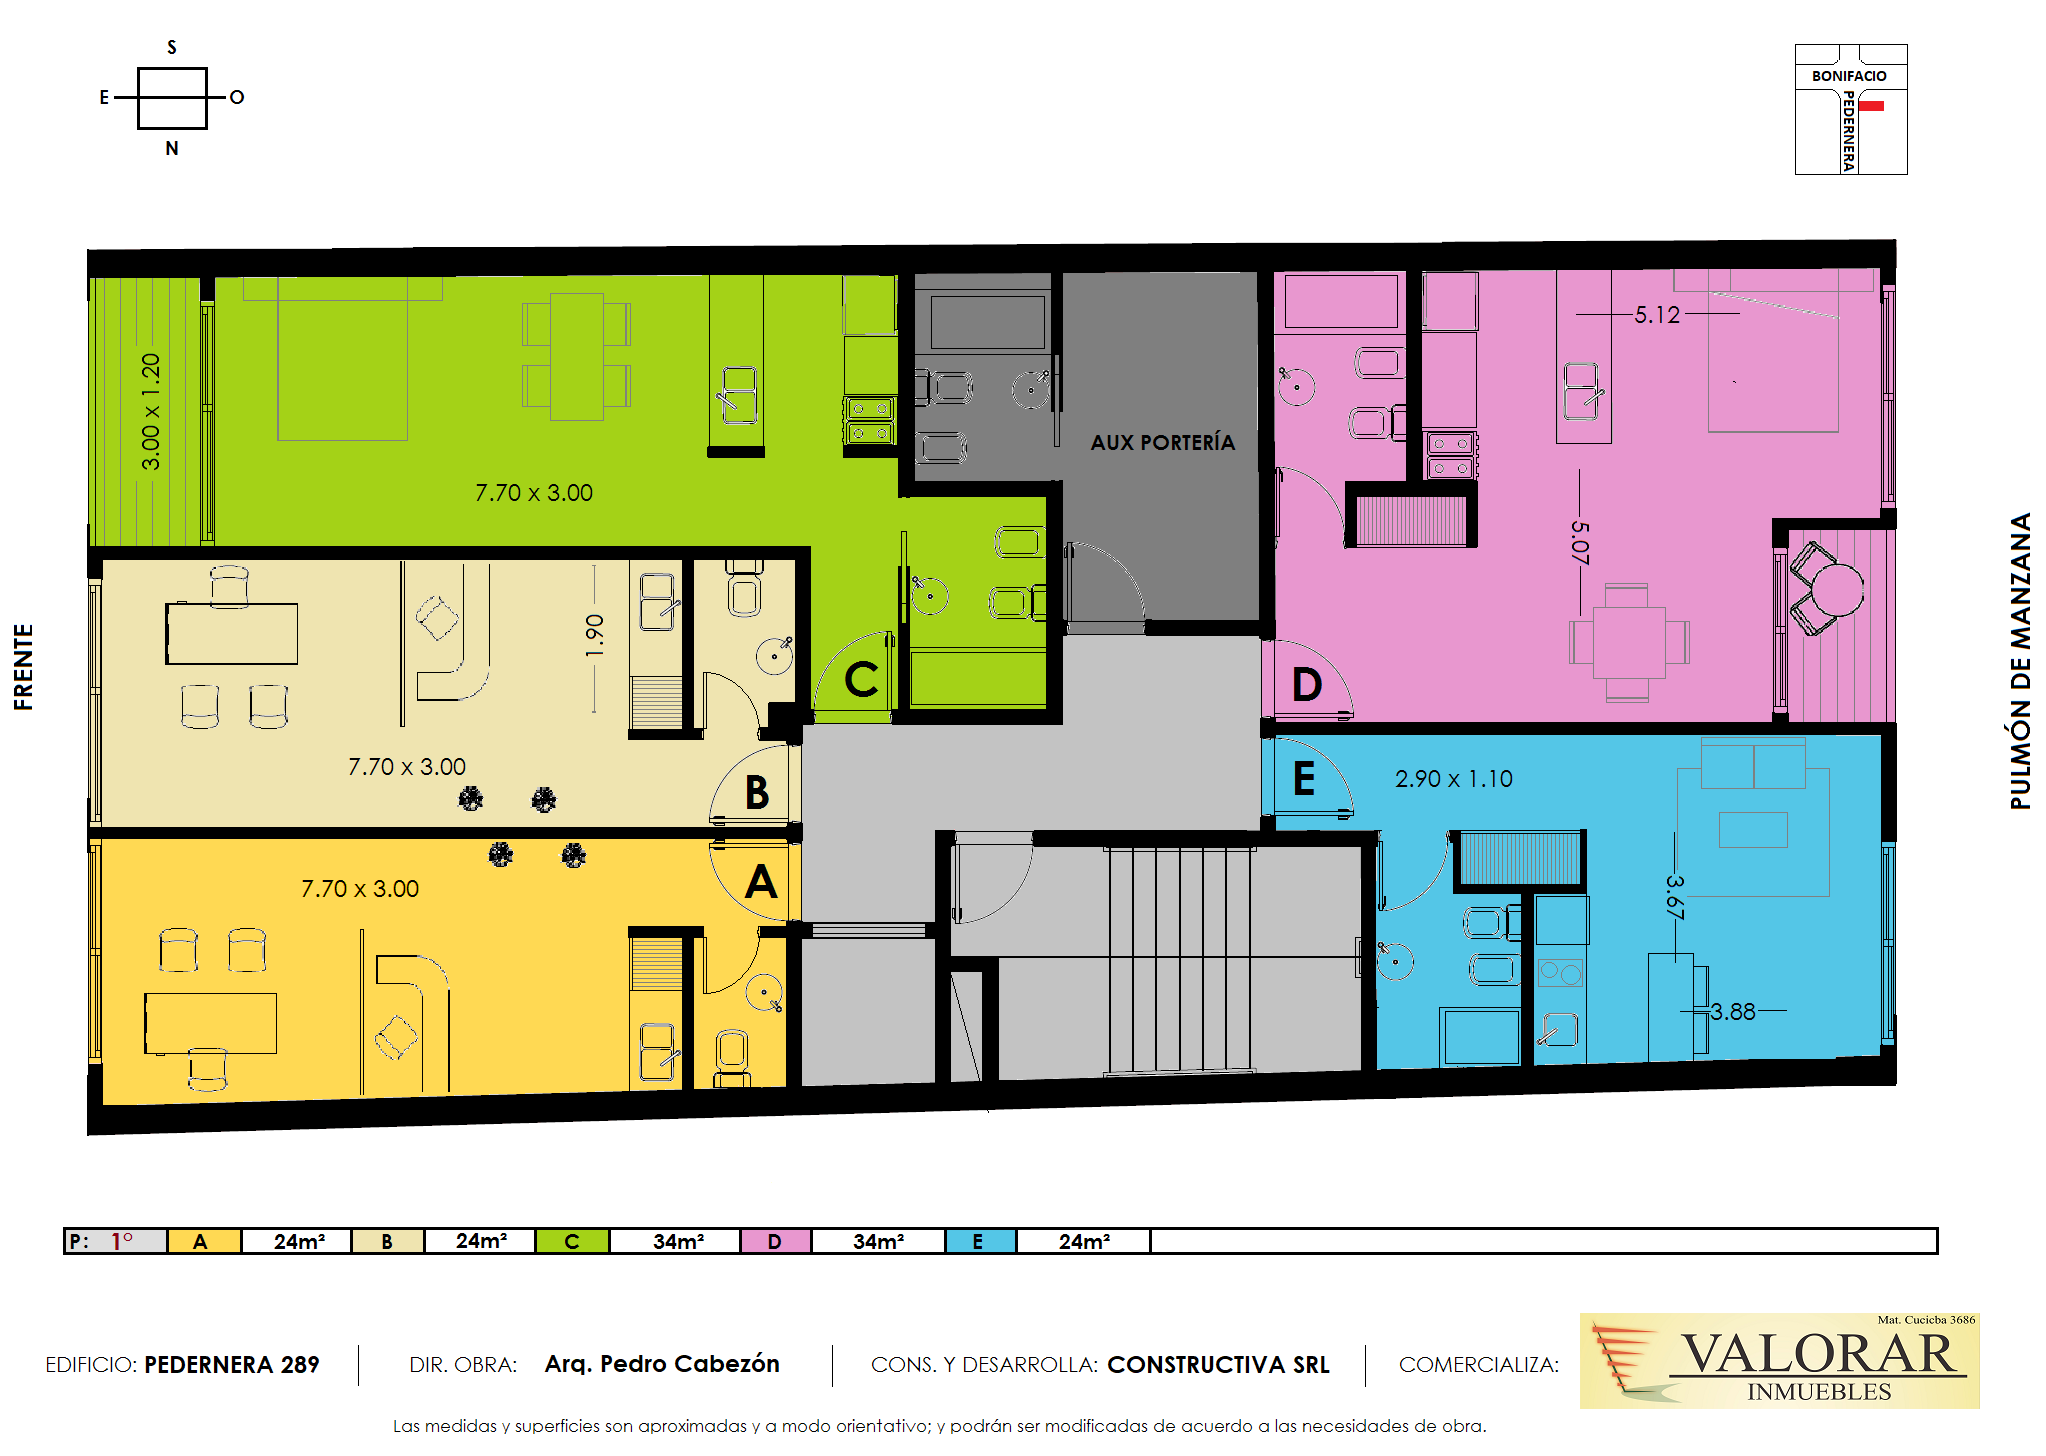 S
E
O
N
BONIFACIO
PEDERNERA
FRENTE
PULMÓN DE MANZANA
3.00 x 1.20
7.70 x 3.00
C
AUX PORTERÍA
5.12
5.07
D
1.90
7.70 x 3.00
B
7.70 x 3.00
A
E
2.90 x 1.10
3.67
3.88
P: 1° A 24m² B 24m² C 34m² D 34m² E 24m²
EDIFICIO: PEDERNERA 289 DIR. OBRA: Arq. Pedro Cabezón CONS. Y DESARROLLA: CONSTRUCTIVA SRL COMERCIALIZA:
Mat. Cucicba 3686
VALORAR
INMUEBLES
Las medidas y superficies son aproximadas y a modo orientativo; y podrán ser modificadas de acuerdo a las necesidades de obra.